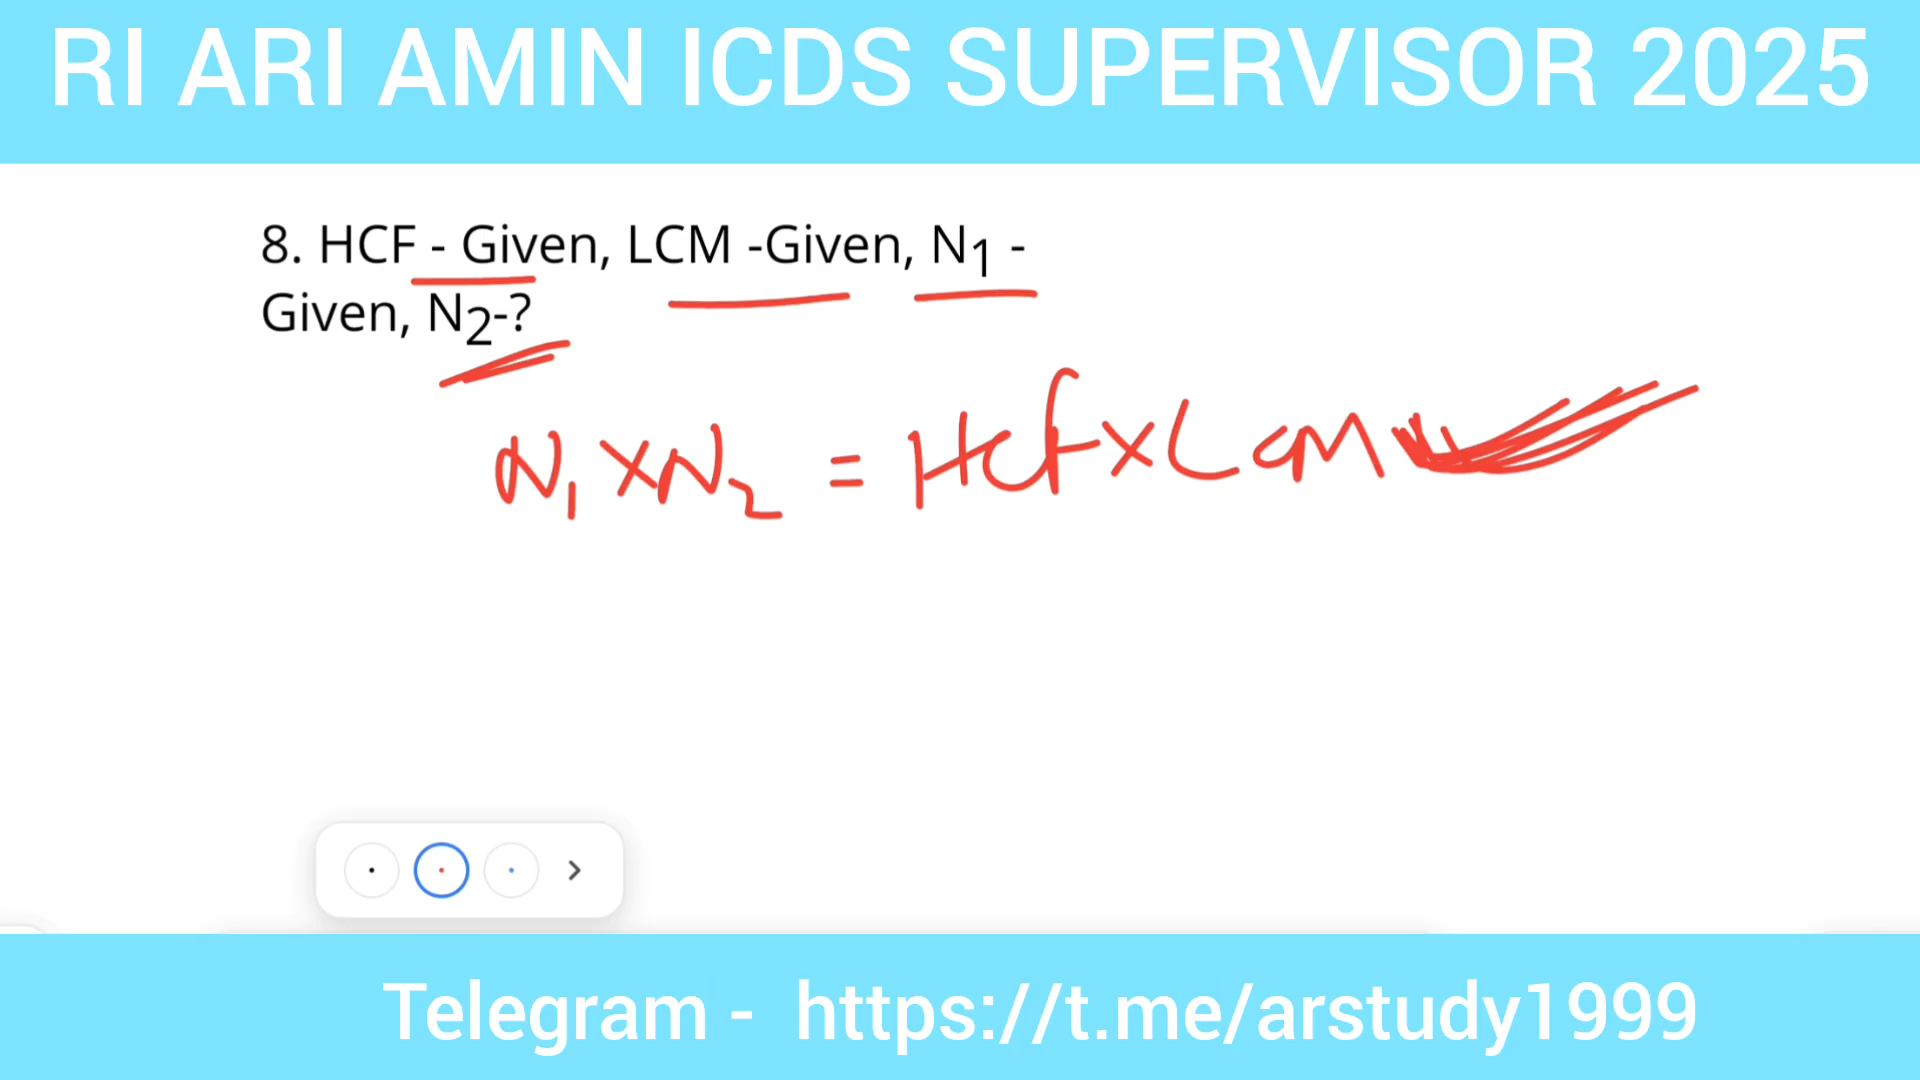 RI ARI AMIN ICDS SUPERVISOR 2025
8. HCF - Given, LCM -Given, N1 -
Given, N2-?
N1 X N2 = HCF X LCM
Telegram - https://t.me/arstudy1999